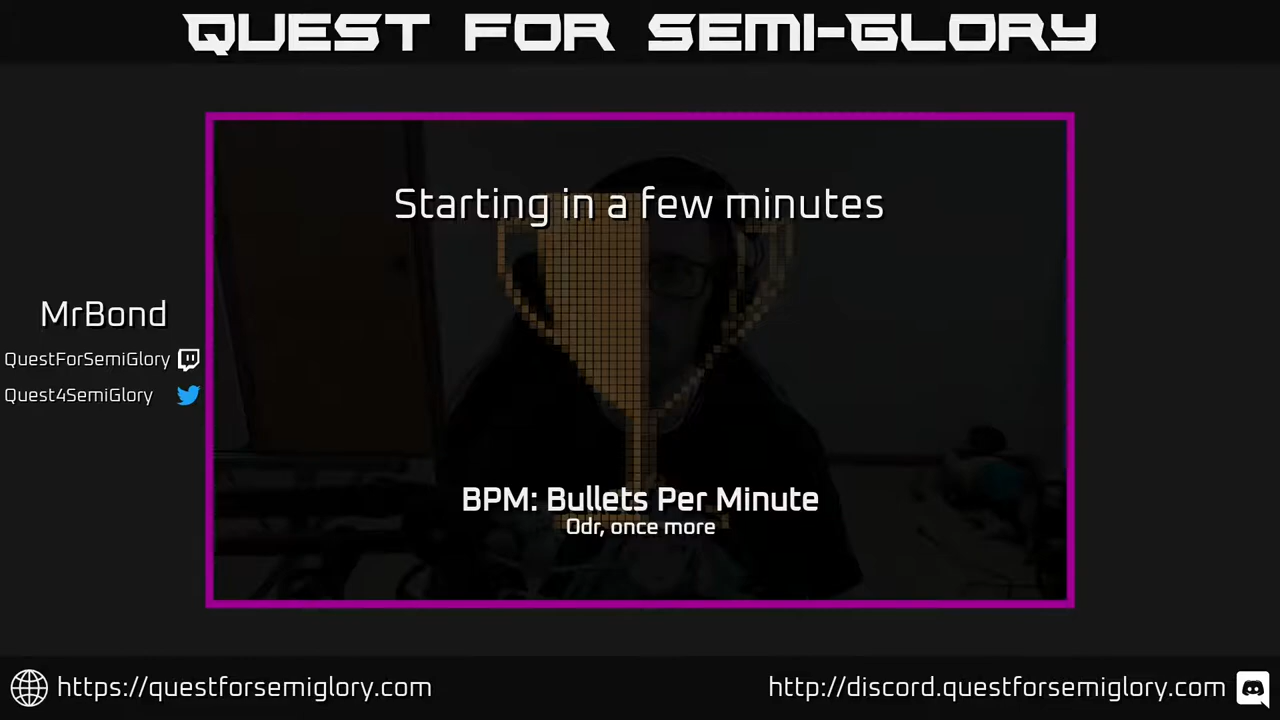 QUEST FOR SEMI-GLORY
Starting in a few minutes
MrBond
QuestForSemiGlory
Quest4SemiGlory
BPM: Bullets Per Minute
Odr, once more
https://questforsemiglory.com
http://discord.questforsemiglory.com